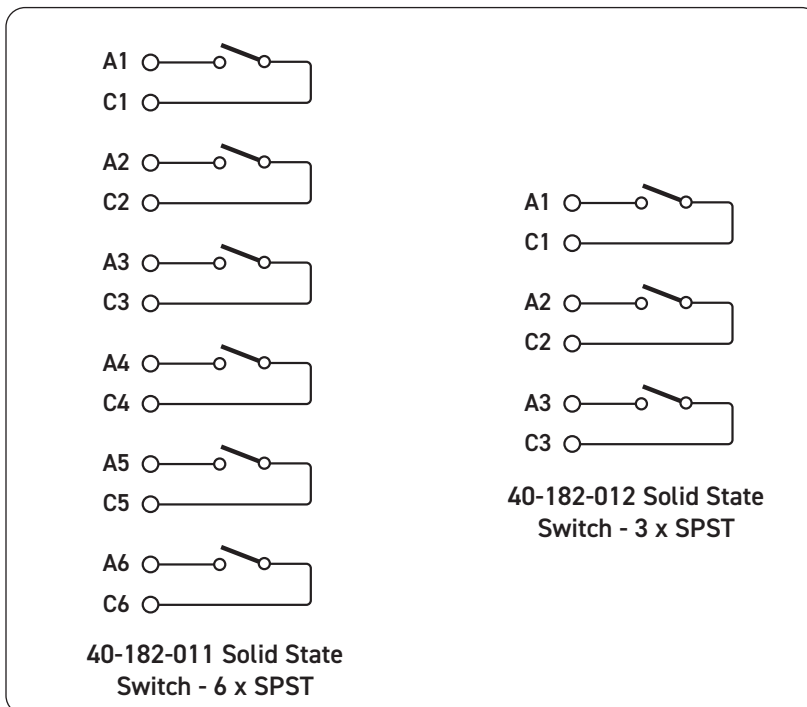 A1
C1
A2
C2
A3
C3
A4
C4
A5
C5
A6
C6
40-182-011 Solid State
Switch - 6 x SPST
A1
C1
A2
C2
A3
C3
40-182-012 Solid State
Switch - 3 x SPST